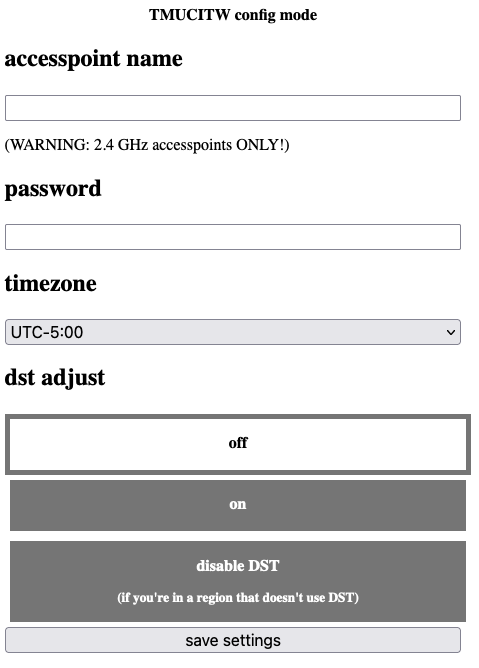 TMUCITW config mode
accesspoint name
(WARNING: 2.4 GHz accesspoints ONLY!)
password
timezone
UTC-5:00
dst adjust
off
on
disable DST
(if you're in a region that doesn't use DST)
save settings